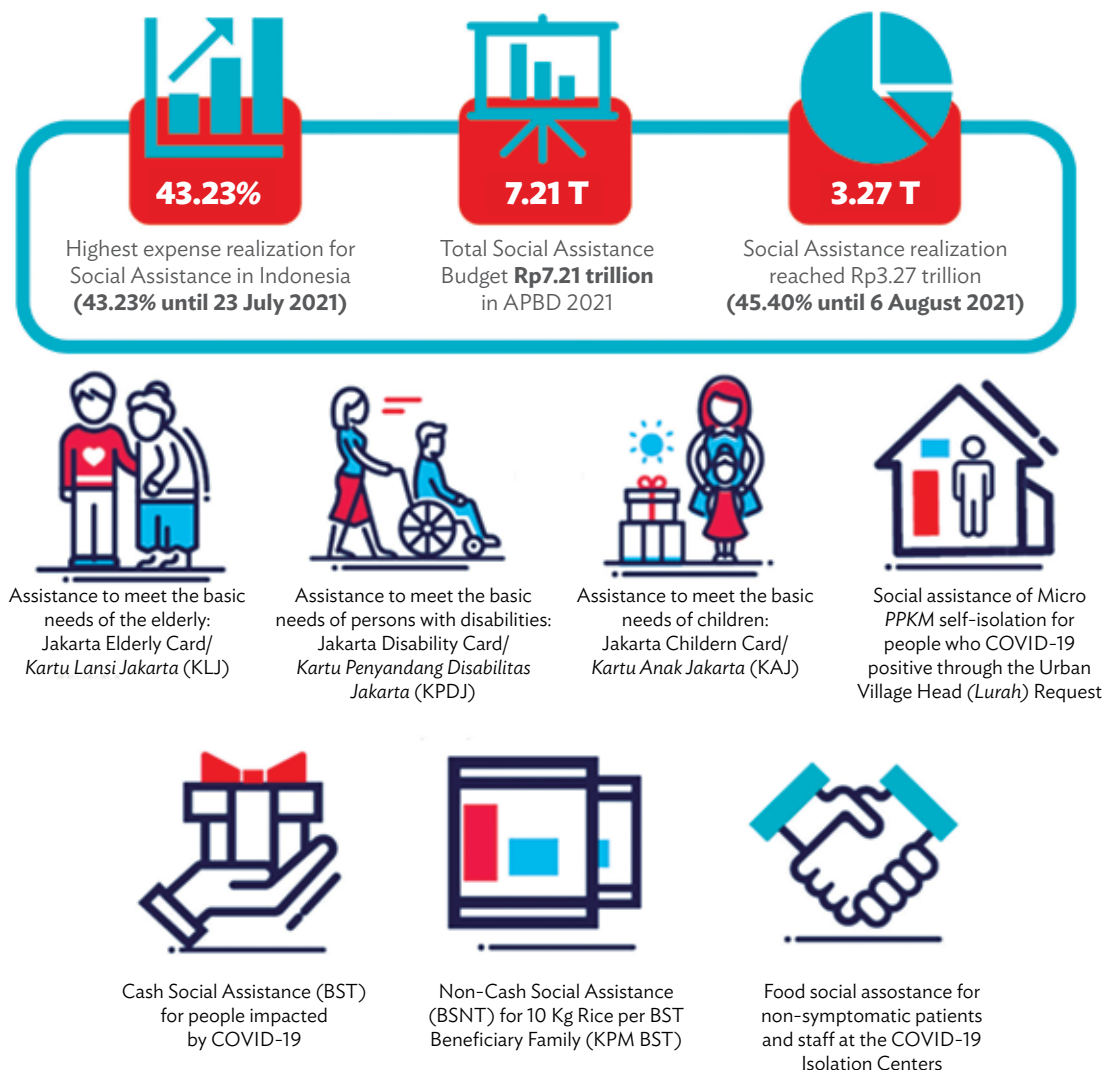 43.23%
Highest expense realization for
Social Assistance in Indonesia
(43.23% until 23 July 2021)
7.21 T
Total Social Assistance
Budget Rp7.21 trillion
in APBD 2021
3.27 T
Social Assistance realization
reached Rp3.27 trillion
(45.40% until 6 August 2021)
Assistance to meet the basic
needs of the elderly:
Jakarta Elderly Card/
Kartu Lansi Jakarta (KLJ)
Assistance to meet the basic
needs of persons with disabilities:
Jakarta Disability Card/
Kartu Penyandang Disabilitas
Jakarta (KPDJ)
Assistance to meet the basic
needs of children:
Jakarta Childern Card/
Kartu Anak Jakarta (KAJ)
Social assistance of Micro
PPKM self-isolation for
people who COVID-19
positive through the Urban
Village Head (Lurah) Request
Cash Social Assistance (BST)
for people impacted
by COVID-19
Non-Cash Social Assistance
(BSNT) for 10 Kg Rice per BST
Beneficiary Family (KPM BST)
Food social assostance for
non-symptomatic patients
and staff at the COVID-19
Isolation Centers